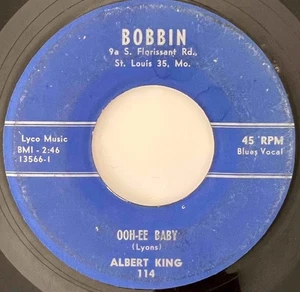 BOBBIN
9a S. Florissant Rd.,
St. Louis 35, Mo.
Lyco Music
BMI - 2:46
13566-1
45 RPM
Blues Vocal
OOH-EE BABY
(Lyons)
ALBERT KING
114